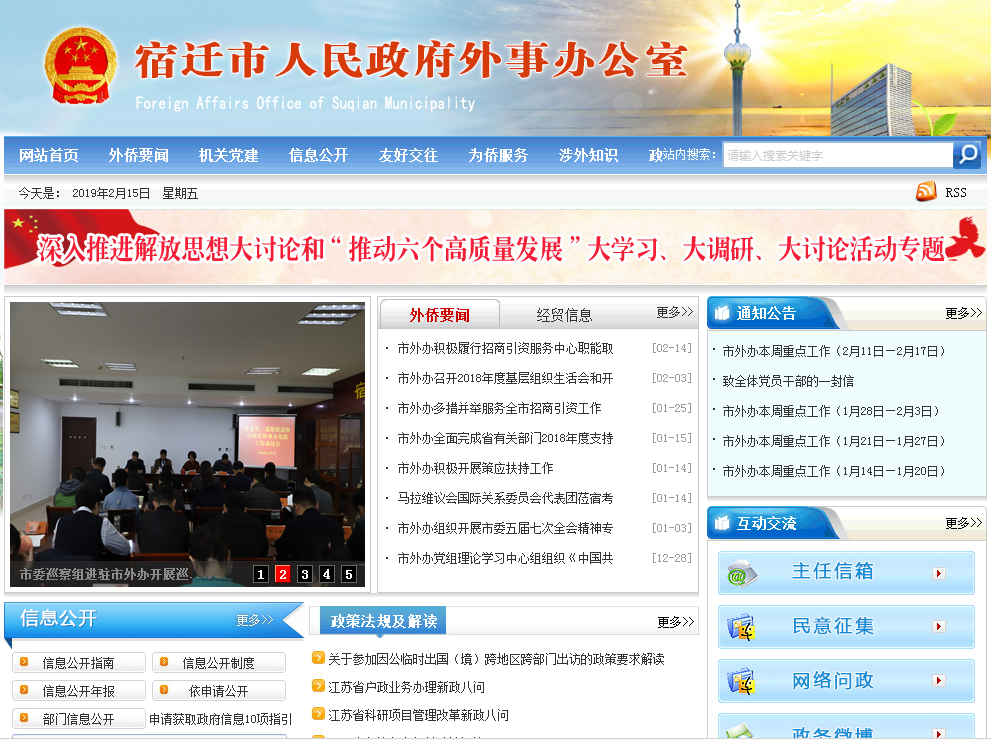 宿迁市人民政府外事办公室
Foreign Affairs Office of Suqian Municipality
网站首页 外侨要闻 机关党建 信息公开 友好交往 为侨服务 涉外知识 政 站内搜索： 请输入搜索关键字
今天是： 2019年2月15日 星期五 RSS
深入推进解放思想大讨论和“推动六个高质量发展”大学习、大调研、大讨论活动专题
市委巡察组进驻市外办开展巡...
1 2 3 4 5
外侨要闻 经贸信息 更多>>
· 市外办积极履行招商引资服务中心职能取 [02-14]
· 市外办召开2018年度基层组织生活会和开 [02-03]
· 市外办多措并举服务全市招商引资工作 [01-25]
· 市外办全面完成省有关部门2018年度支持 [01-15]
· 市外办积极开展策应扶持工作 [01-14]
· 马拉维议会国际关系委员会代表团莅宿考 [01-14]
· 市外办组织开展市委五届七次全会精神专 [01-03]
· 市外办党组理论学习中心组组织《中国共 [12-28]
通知公告 更多>>
· 市外办本周重点工作（2月11日—2月17日）
· 致全体党员干部的一封信
· 市外办本周重点工作（1月28日—2月3日）
· 市外办本周重点工作（1月21日—1月27日）
· 市外办本周重点工作（1月14日—1月20日）
互动交流 更多>>
主任信箱
民意征集
网络问政
政务微博
信息公开 更多>>
信息公开指南 信息公开制度
信息公开年报 依申请公开
部门信息公开 申请获取政府信息10项指引
政策法规及解读 更多>>
关于参加因公临时出国（境）跨地区跨部门出访的政策要求解读
江苏省户政业务办理新政八问
江苏省科研项目管理改革新政八问